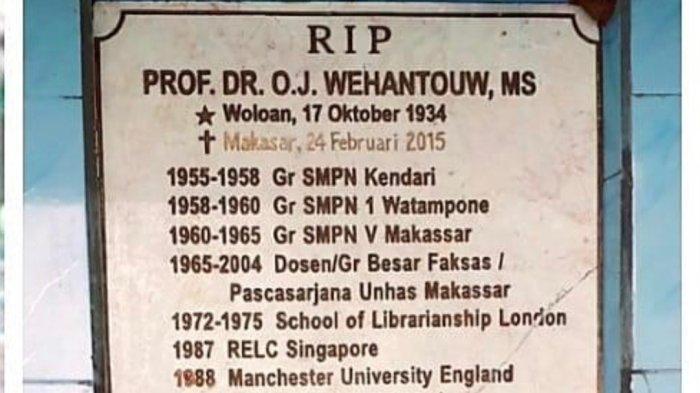 RIP
PROF. DR. O.J. WEHANTOUW, MS
★ Woloan, 17 Oktober 1934
✝ Makasar, 24 Februari 2015
1955-1958 Gr SMPN Kendari
1958-1960 Gr SMPN 1 Watampone
1960-1965 Gr SMPN V Makassar
1965-2004 Dosen/Gr Besar Faksas /
Pascasarjana Unhas Makassar
1972-1975 School of Librarianship London
1987 RELC Singapore
1988 Manchester University England